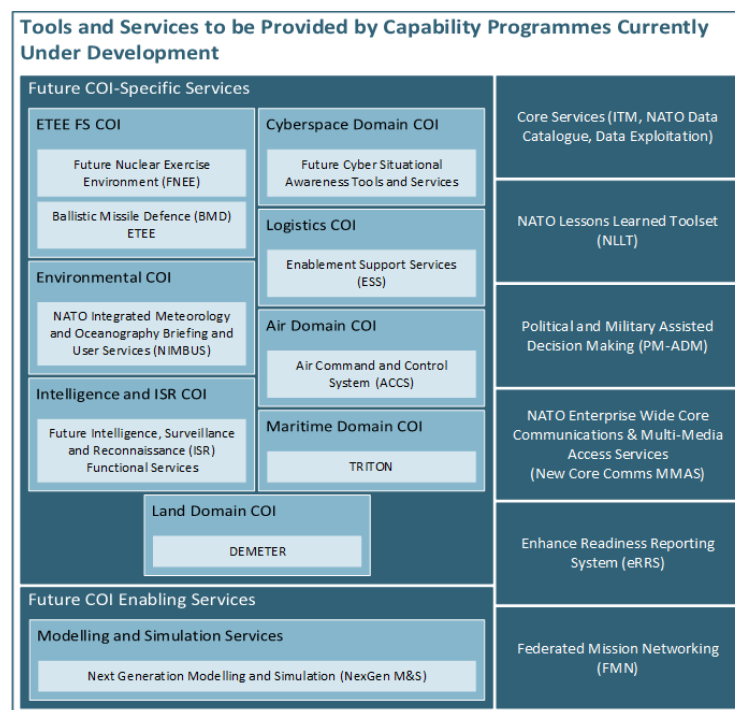 Tools and Services to be Provided by Capability Programmes Currently
Under Development
Future COI-Specific Services
ETEE FS COI
Future Nuclear Exercise
Environment (FNEE)
Ballistic Missile Defence (BMD)
ETEE
Environmental COI
NATO Integrated Meteorology
and Oceanography Briefing and
User Services (NIMBUS)
Intelligence and ISR COI
Future Intelligence, Surveillance
and Reconnaissance (ISR)
Functional Services
Cyberspace Domain COI
Future Cyber Situational
Awareness Tools and Services
Logistics COI
Enablement Support Services
(ESS)
Air Domain COI
Air Command and Control
System (ACCS)
Maritime Domain COI
TRITON
Land Domain COI
DEMETER
Future COI Enabling Services
Modelling and Simulation Services
Next Generation Modelling and Simulation (NexGen M&S)
Core Services (ITM, NATO Data
Catalogue, Data Exploitation)
NATO Lessons Learned Toolset
(NLLT)
Political and Military Assisted
Decision Making (PM-ADM)
NATO Enterprise Wide Core
Communications & Multi-Media
Access Services
(New Core Comms MMAS)
Enhance Readiness Reporting
System (eRRS)
Federated Mission Networking
(FMN)